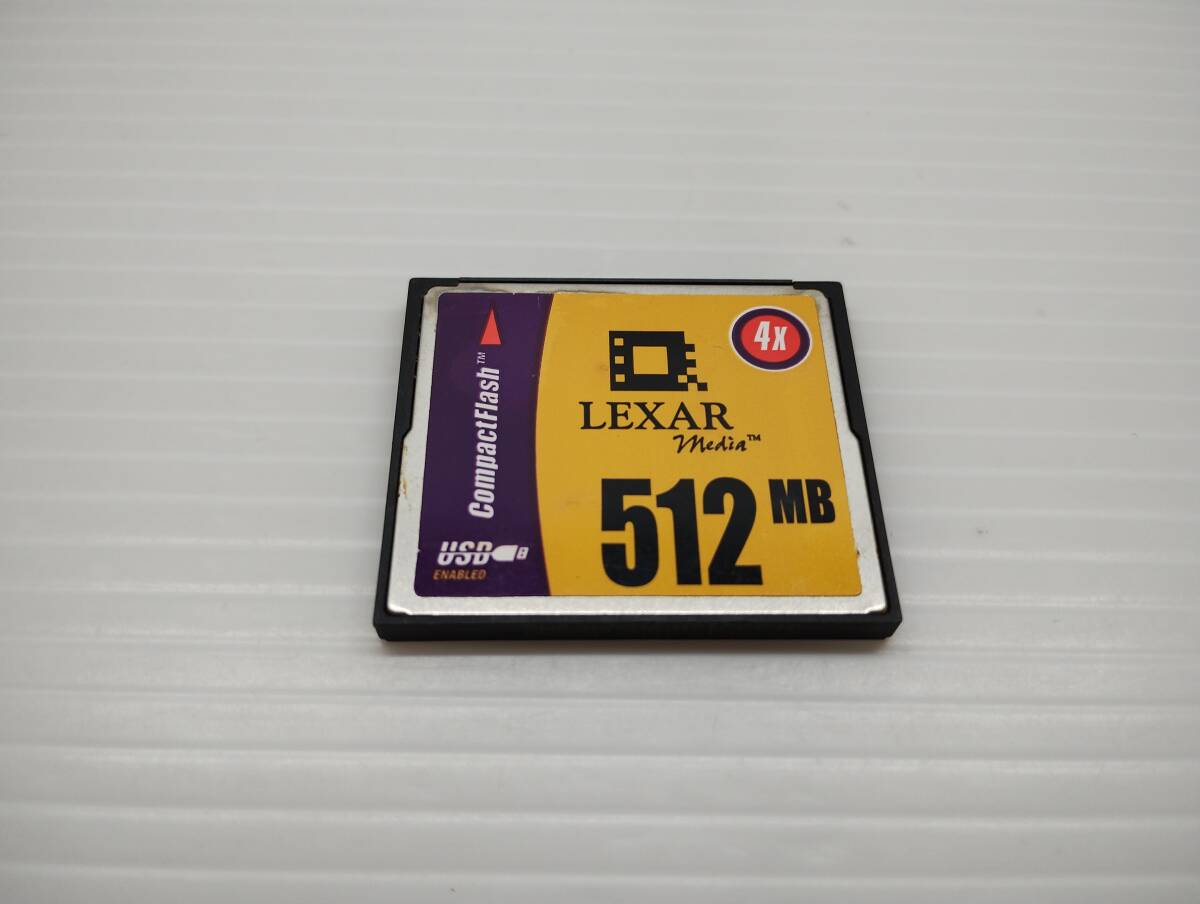 4x
LEXAR
Media™
512 MB
CompactFlash™
USB
ENABLED